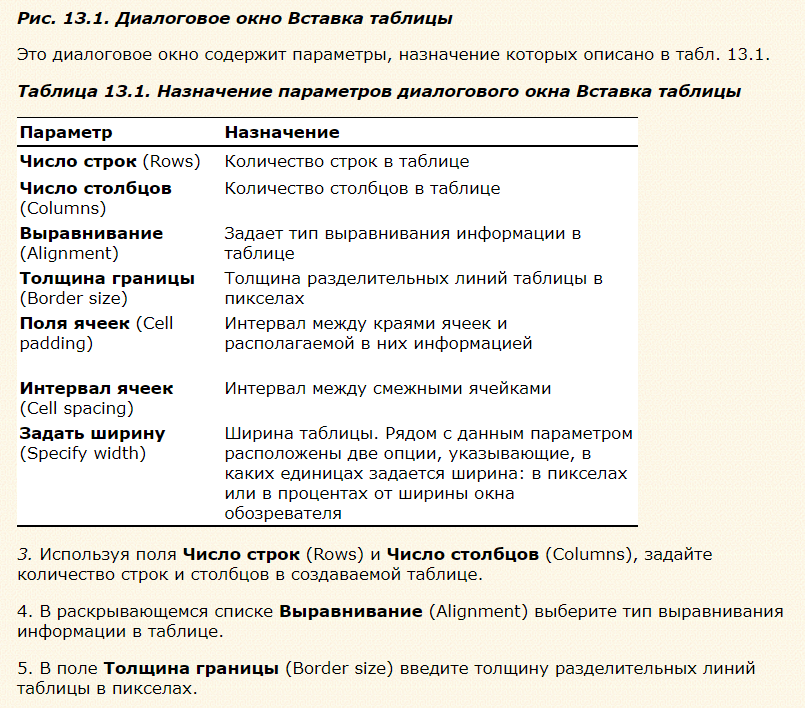 Рис. 13.1. Диалоговое окно Вставка таблицы
Это диалоговое окно содержит параметры, назначение которых описано в табл. 13.1.
Таблица 13.1. Назначение параметров диалогового окна Вставка таблицы
Параметр Назначение
Число строк (Rows) Количество строк в таблице
Число столбцов Количество столбцов в таблице
(Columns)
Выравнивание Задает тип выравнивания информации в
(Alignment) таблице
Толщина границы Толщина разделительных линий таблицы в
(Border size) пикселах
Поля ячеек (Cell Интервал между краями ячеек и
padding) располагаемой в них информацией
Интервал ячеек Интервал между смежными ячейками
(Cell spacing)
Задать ширину Ширина таблицы. Рядом с данным параметром
(Specify width) расположены две опции, указывающие, в
каких единицах задается ширина: в пикселах
или в процентах от ширины окна
обозревателя
3. Используя поля Число строк (Rows) и Число столбцов (Columns), задайте
количество строк и столбцов в создаваемой таблице.
4. В раскрывающемся списке Выравнивание (Alignment) выберите тип выравнивания
информации в таблице.
5. В поле Толщина границы (Border size) введите толщину разделительных линий
таблицы в пикселах.